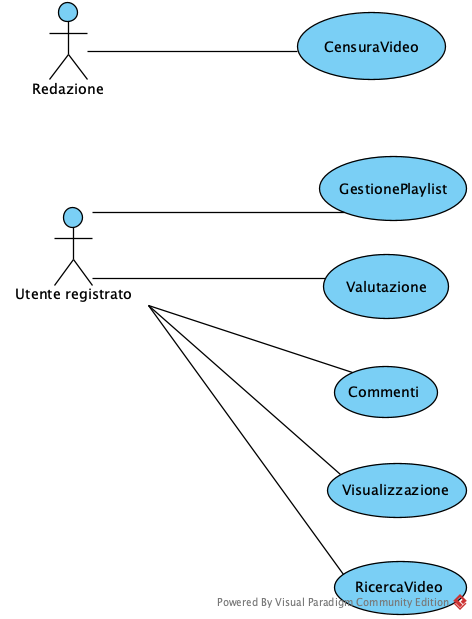 CensuraVideo
Redazione
GestionePlaylist
Valutazione
Utente registrato
Commenti
Visualizzazione
RicercaVideo
Powered By Visual Paradigm Community Edition